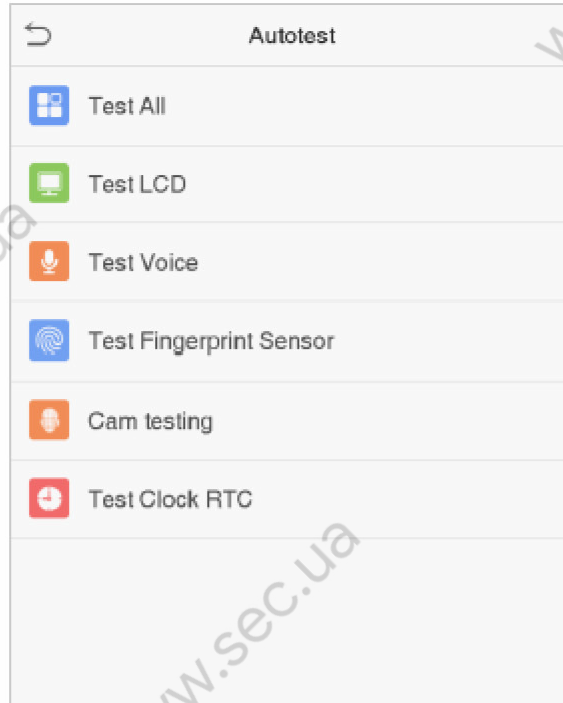 Autotest
Test All
Test LCD
Test Voice
Test Fingerprint Sensor
Cam testing
Test Clock RTC
www.sec.ua